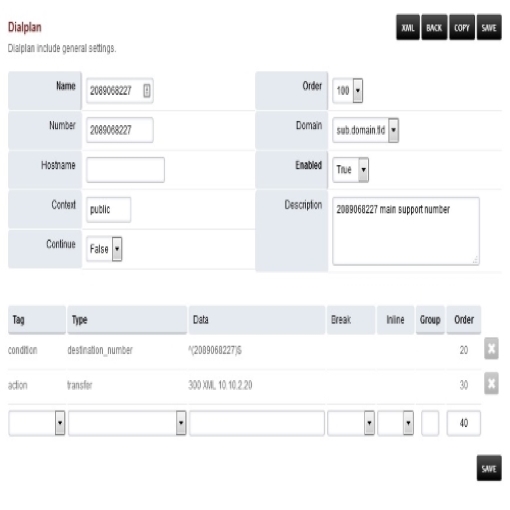 Dialplan
XML BACK COPY SAVE
Dialplan include general settings.
Name 2089068227 Order 100
Number 2089068227 Domain sub.domain.tld
Hostname Enabled True
Context public Description 2089068227 main support number
Continue False
Tag Type Data Break Inline Group Order
condition destination_number ^(2089068227)$ 20
action transfer 300 XML 10.10.2.20 30
40
SAVE